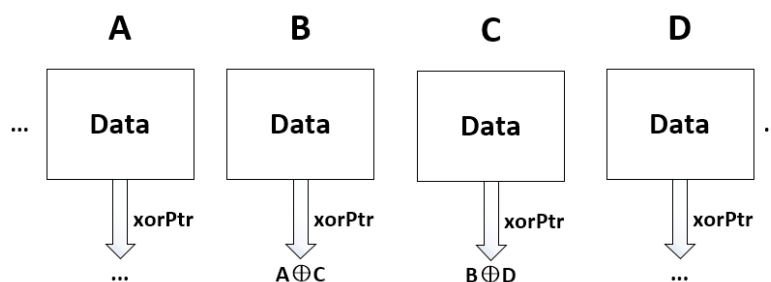 A B C D
... Data Data Data Data .
xorPtr xorPtr xorPtr xorPtr
... A⊕C B⊕D ...